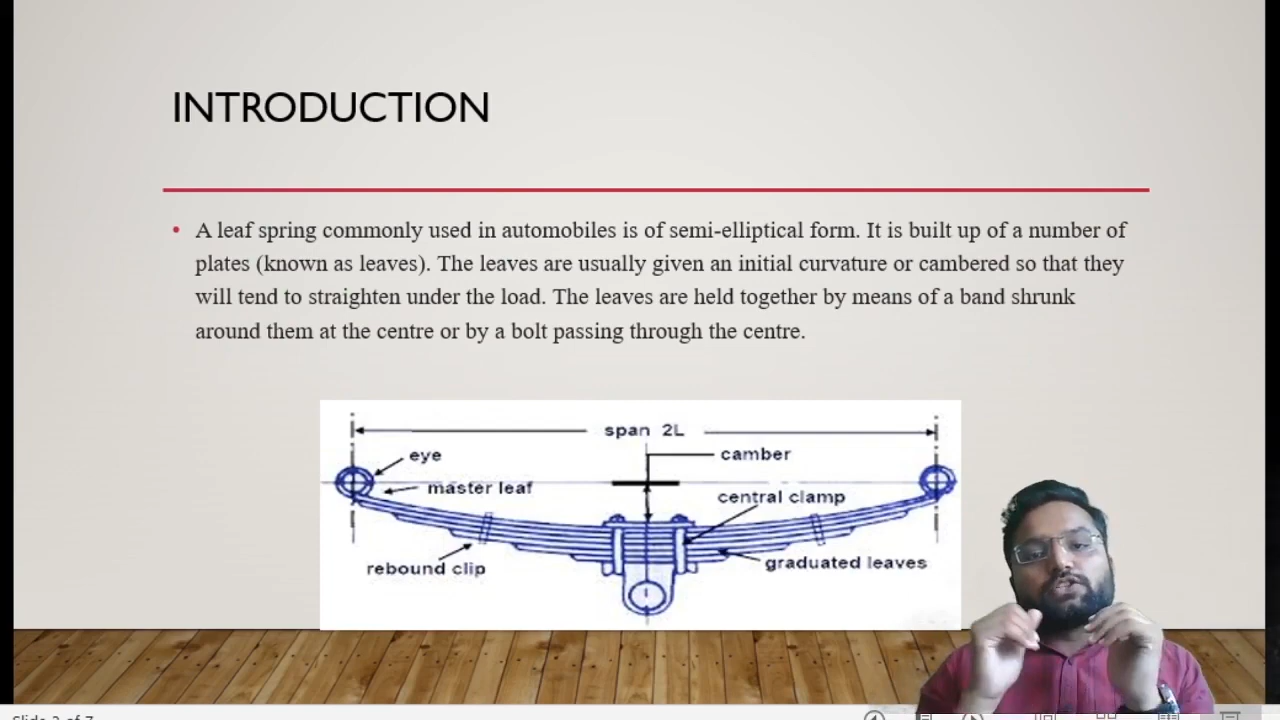 INTRODUCTION
• A leaf spring commonly used in automobiles is of semi-elliptical form. It is built up of a number of
plates (known as leaves). The leaves are usually given an initial curvature or cambered so that they
will tend to straighten under the load. The leaves are held together by means of a band shrunk
around them at the centre or by a bolt passing through the centre.
span 2L
eye
camber
master leaf
central clamp
rebound clip
graduated leaves
Slide 2 of 7